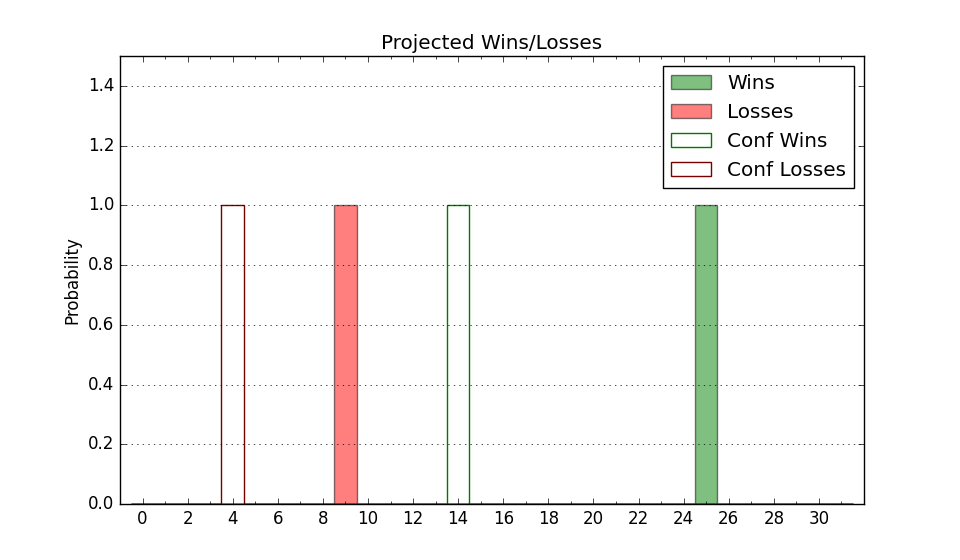 Projected Wins/Losses
Wins
Losses
Conf Wins
Conf Losses
Probability
1.4
1.2
1.0
0.8
0.6
0.4
0.2
0.0
0 2 4 6 8 10 12 14 16 18 20 22 24 26 28 30